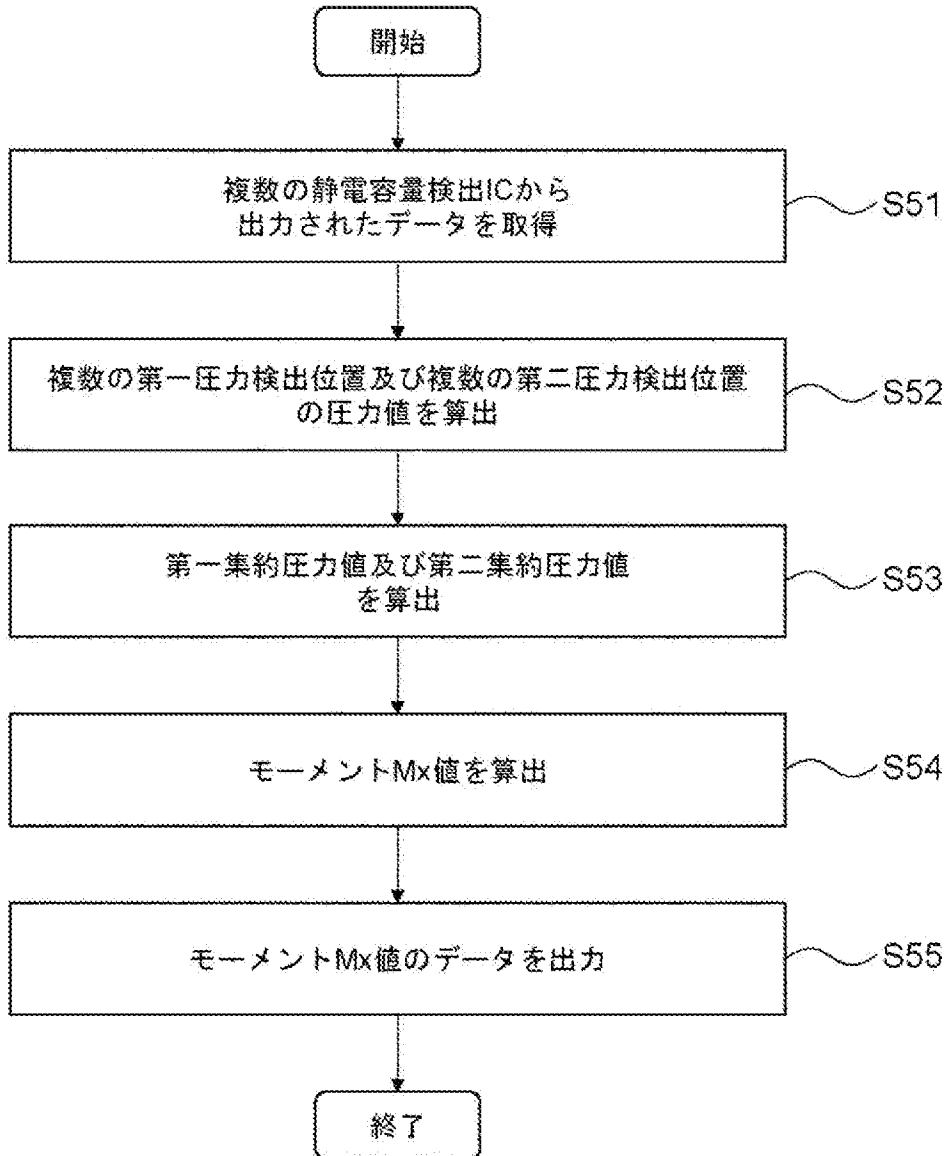 開始
複数の静電容量検出ICから
出力されたデータを取得
S51
複数の第一圧力検出位置及び複数の第二圧力検出位置
の圧力値を算出
S52
第一集約圧力値及び第二集約圧力値
を算出
S53
モーメントMx値を算出
S54
モーメントMx値のデータを出力
S55
終了